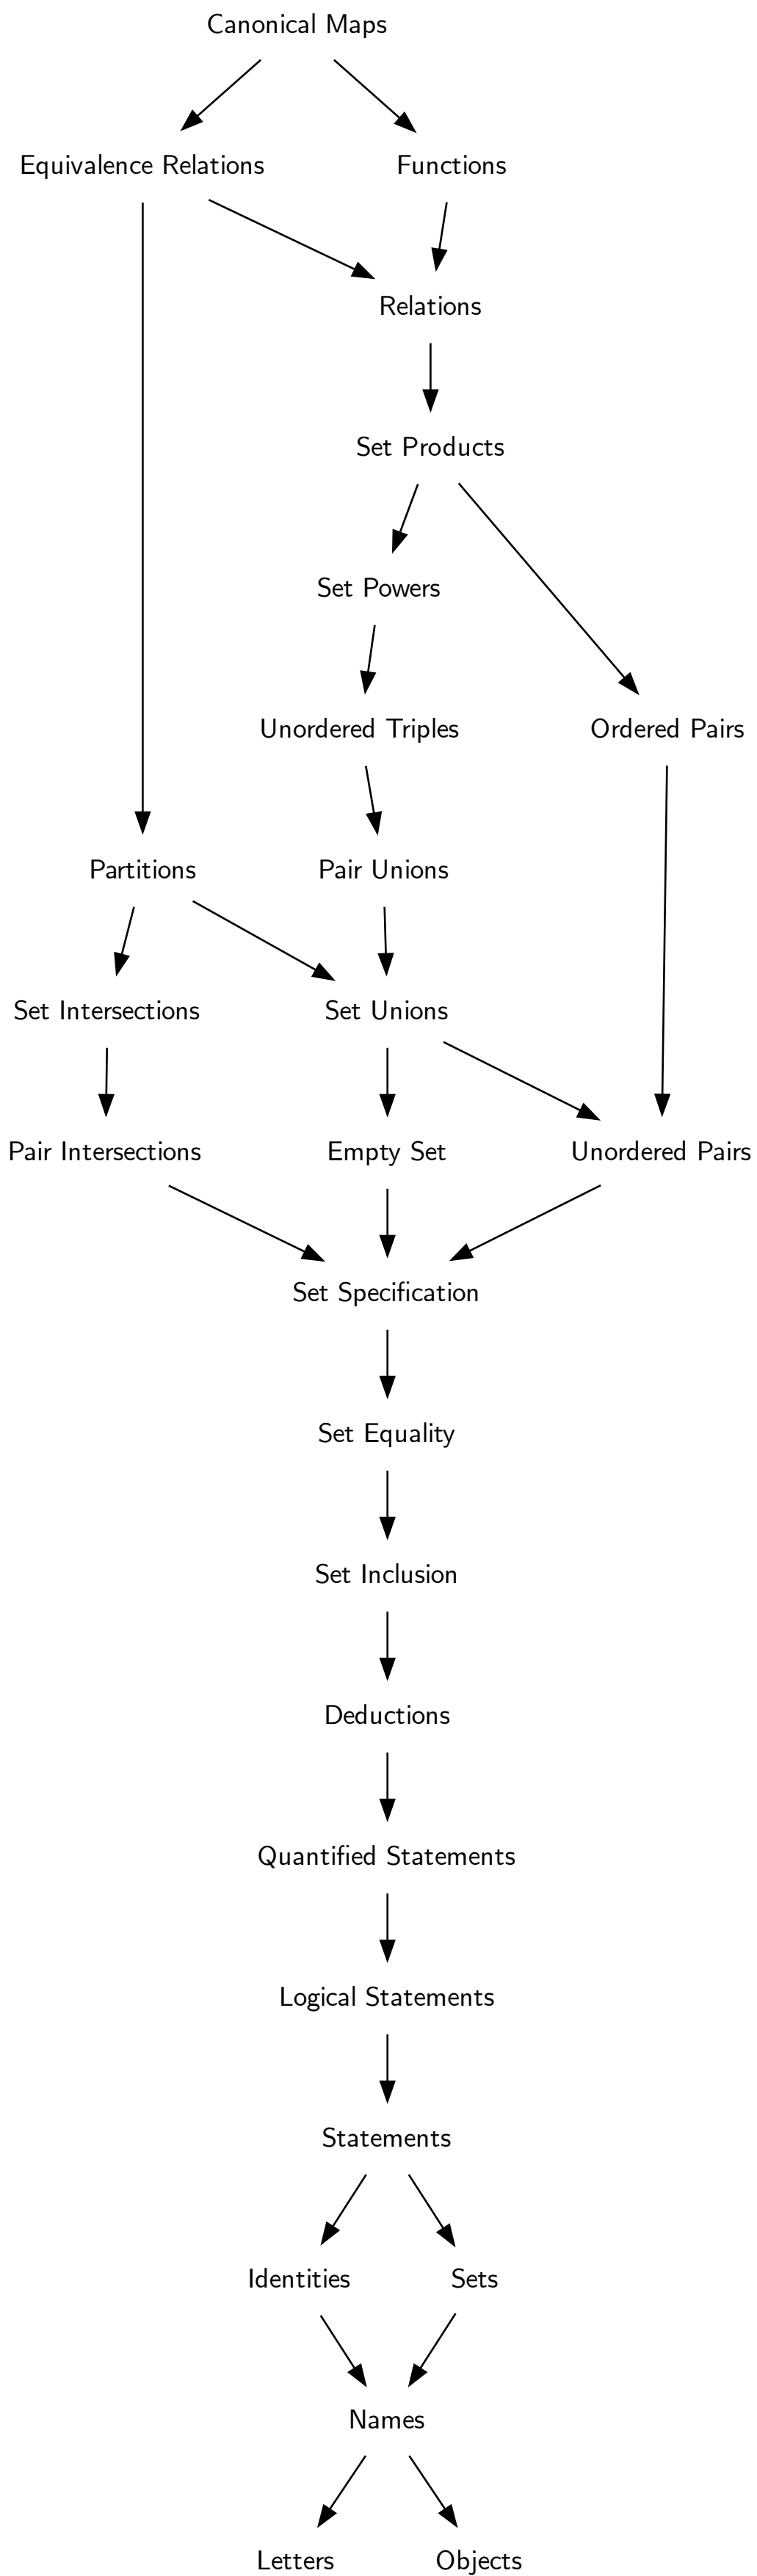 Canonical Maps
Equivalence Relations
Functions
Relations
Set Products
Set Powers
Unordered Triples
Ordered Pairs
Partitions
Pair Unions
Set Intersections
Set Unions
Pair Intersections
Empty Set
Unordered Pairs
Set Specification
Set Equality
Set Inclusion
Deductions
Quantified Statements
Logical Statements
Statements
Identities
Sets
Names
Letters
Objects